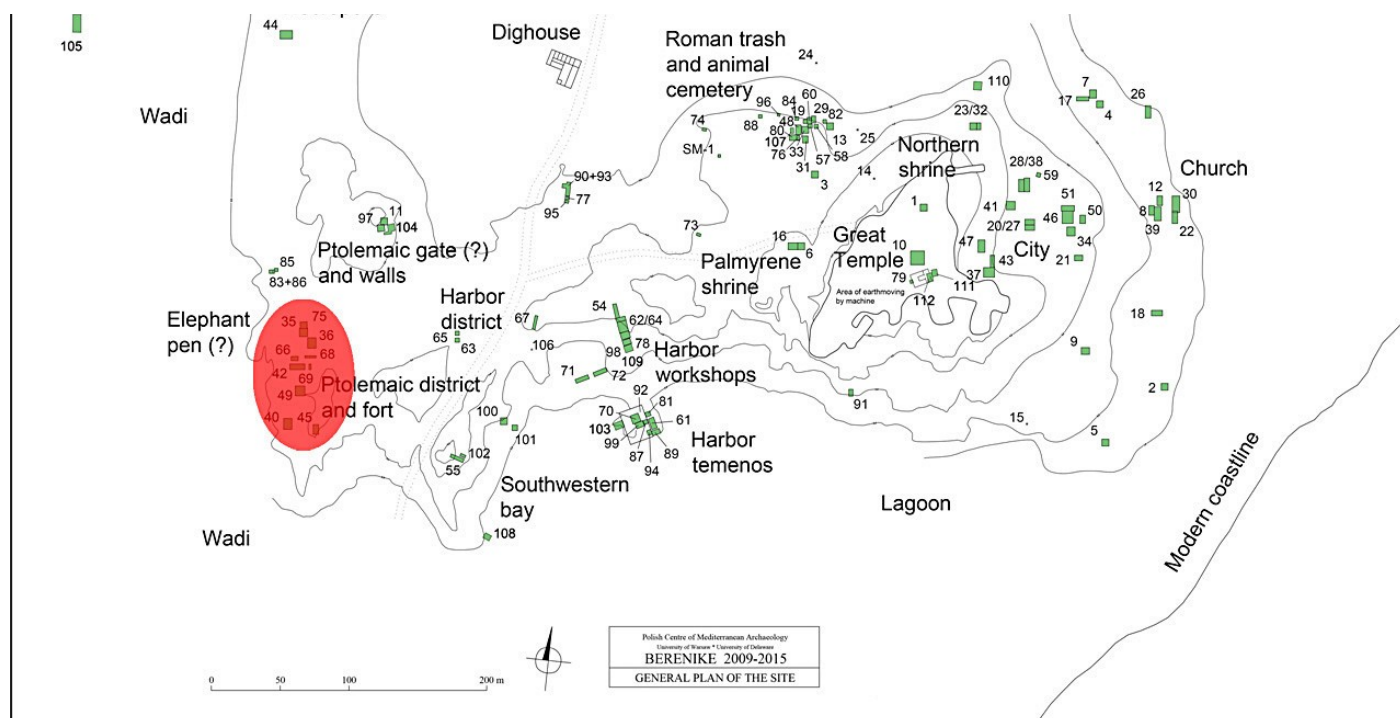 44
105
Dighouse
Roman trash
and animal
cemetery
24
110
7
17
4
26
Wadi
74
SM-1
96
84
60
19
29
82
88
48
80
107
76
33
31
57
58
13
25
3
14
23/32
Northern
shrine
28/38
59
Church
12
30
8
39
22
51
50
46
34
21
41
20/27
City
47
43
37
1
10
Great
Temple
79
Area of earthmoving
by machine
112
111
90+93
77
95
73
16
6
Palmyrene
shrine
11
97
104
Ptolemaic gate (?)
and walls
85
83+86
Elephant
pen (?)
35
75
36
66
68
42
69
49
40
45
Ptolemaic district
and fort
Harbor
district
65
63
67
106
54
62/64
98
78
109
Harbor
workshops
71
72
18
9
2
91
15
5
100
101
102
55
70
92
81
103
61
99
87
89
94
Harbor
temenos
Southwestern
bay
108
Lagoon
Wadi
Modern coastline
Polish Centre of Mediterranean Archaeology
University of Warsaw * University of Delaware
BERENIKE 2009-2015
GENERAL PLAN OF THE SITE
0 50 100 200 m